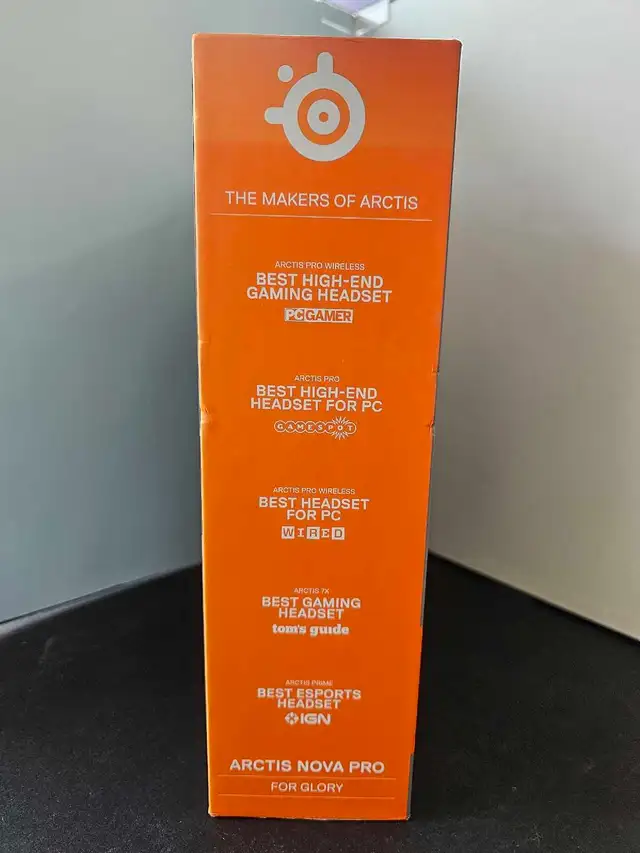 THE MAKERS OF ARCTIS
ARCTIS PRO WIRELESS
BEST HIGH-END
GAMING HEADSET
PC GAMER
ARCTIS PRO
BEST HIGH-END
HEADSET FOR PC
GAMESPOT
ARCTIS PRO WIRELESS
BEST HEADSET
FOR PC
WIRED
ARCTIS 7X
BEST GAMING
HEADSET
tom's guide
ARCTIS PRIME
BEST ESPORTS
HEADSET
IGN
ARCTIS NOVA PRO
FOR GLORY